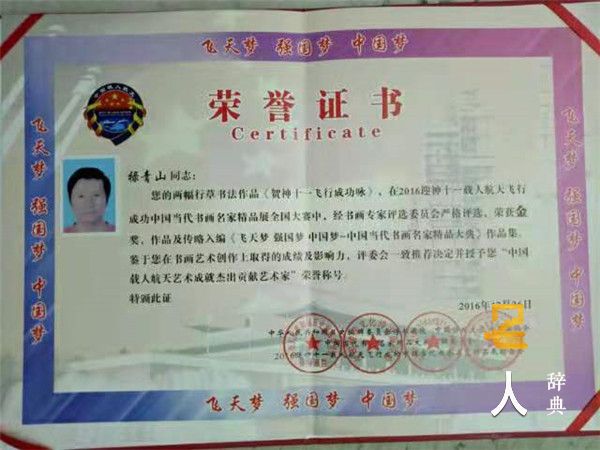 飞天梦 强国梦 中国梦
荣誉证书
Certificate
飞天梦 强国梦 中国梦
飞天梦 强国梦 中国梦
同志:
您的两幅行草书法作品《贺神十一飞行成功咏》,在2016迎神十一载人航天飞行
成功中国当代书画名家精品展全国大赛中,经书画专家评选委员会严格评选,荣获金
奖,作品及传略入编《飞天梦 强国梦 中国梦-中国当代书画名家精品大典》作品集。
鉴于您在书画艺术创作上取得的成绩及影响力,评委会一致推荐决定并授予您“中国
载人航天艺术成就杰出贡献艺术家”荣誉称号。
特颁此证
飞天梦 强国梦 中国梦
名
人
辞典